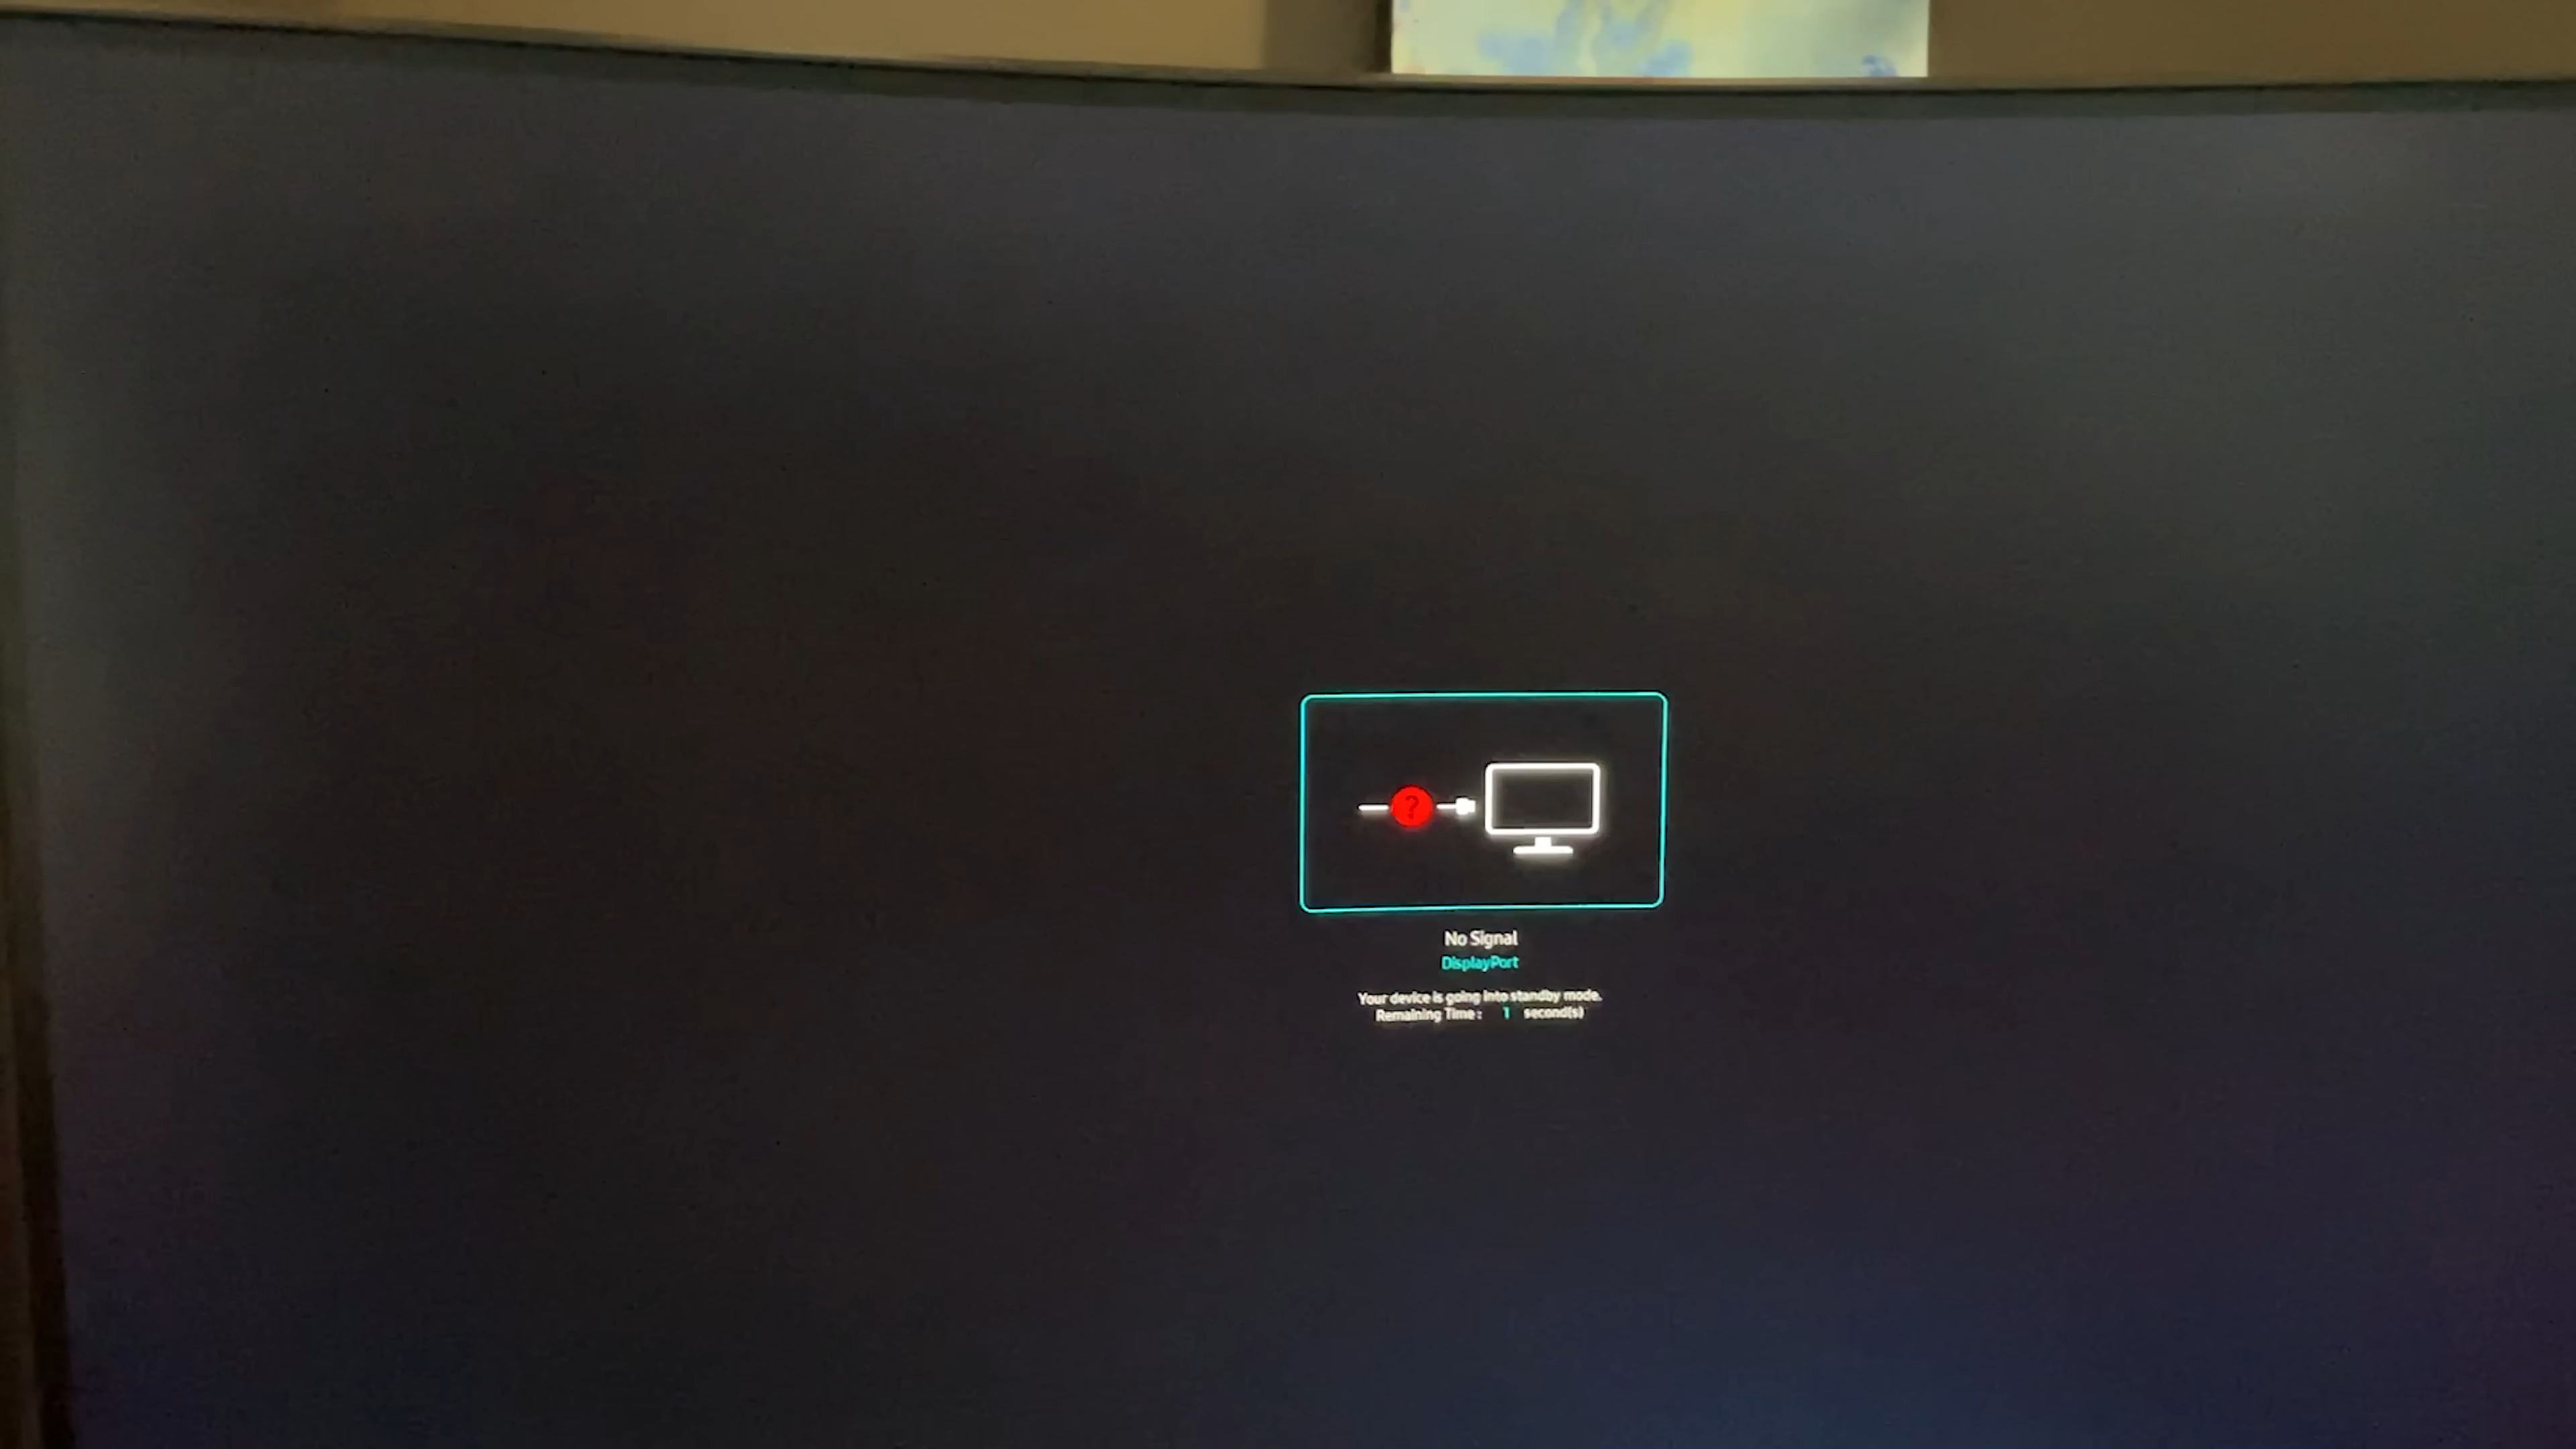 ?
No Signal
DisplayPort
Your device is going into standby mode.
Remaining Time : 1 second(s)